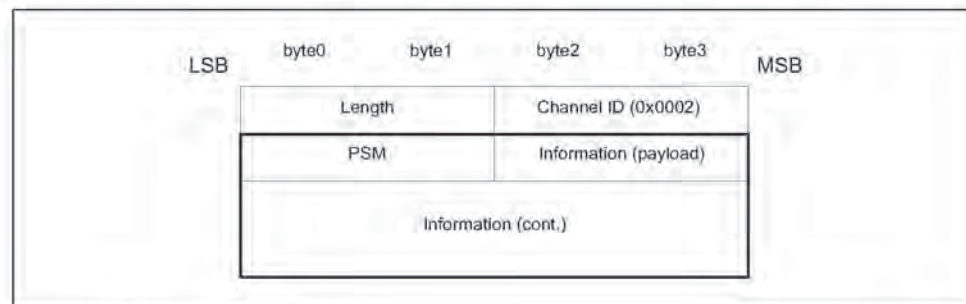 byte0 byte1 byte2 byte3
LSB MSB
Length Channel ID (0x0002)
PSM Information (payload)
Information (cont.)